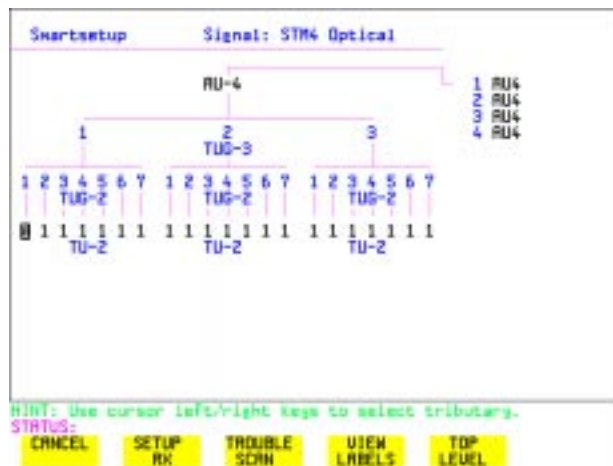 Smartsetup Signal: STM4 Optical
AU-4 1 AU4
2 AU4
3 AU4
4 AU4
1 2 3
TUG-3
1 2 3 4 5 6 7 1 2 3 4 5 6 7 1 2 3 4 5 6 7
TUG-2 TUG-2 TUG-2
1 1 1 1 1 1 1 1 1 1 1 1 1 1 1 1 1 1 1 1
TU-2 TU-2 TU-2
HINT: Use cursor left/right keys to select tributary.
STATUS:
CANCEL SETUP RX TROUBLE SCAN VIEW LABELS TOP LEVEL